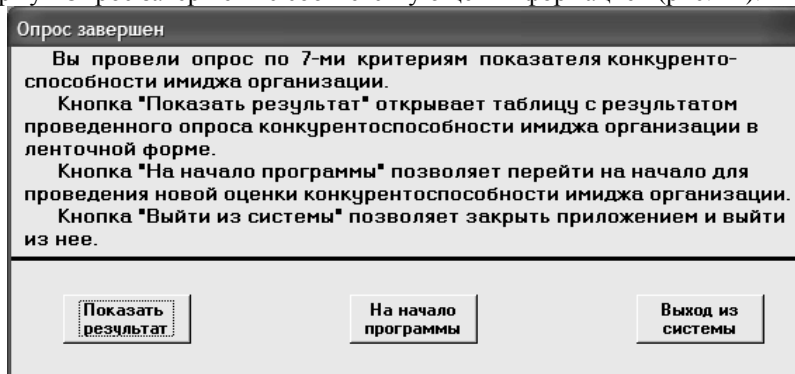 Опрос завершен
Вы провели опрос по 7-ми критериям показателя конкуренто-
способности имиджа организации.
Кнопка "Показать результат" открывает таблицу с результатом
проведенного опроса конкурентоспособности имиджа организации в
ленточной форме.
Кнопка "На начало программы" позволяет перейти на начало для
проведения новой оценки конкурентоспособности имиджа организации.
Кнопка "Выйти из системы" позволяет закрыть приложением и выйти
из нее.
Показать
результат
На начало
программы
Выход из
системы